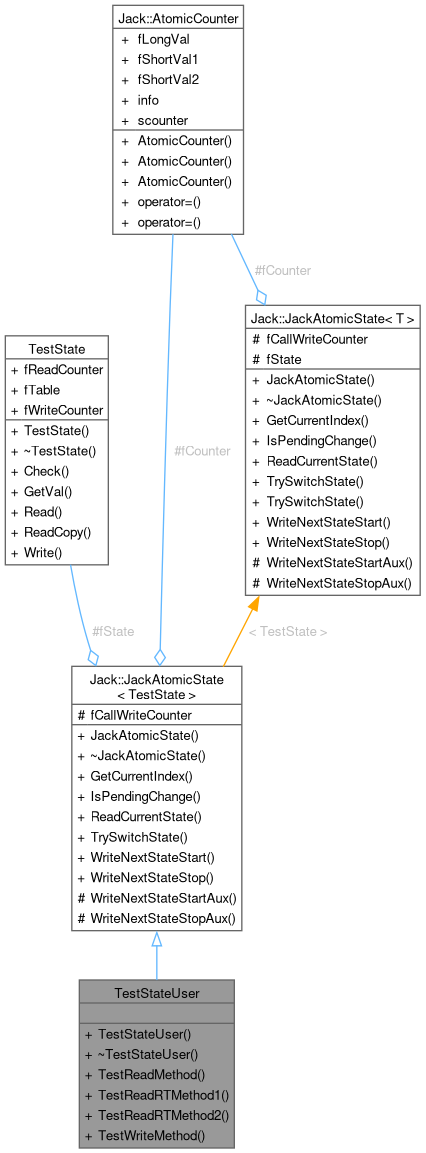 Jack::AtomicCounter
+ fLongVal
+ fShortVal1
+ fShortVal2
+ info
+ scounter
+ AtomicCounter()
+ AtomicCounter()
+ AtomicCounter()
+ operator=()
+ operator=()
#fCounter
Jack::JackAtomicState< T >
# fCallWriteCounter
# fState
+ JackAtomicState()
+ ~JackAtomicState()
+ GetCurrentIndex()
+ IsPendingChange()
+ ReadCurrentState()
+ TrySwitchState()
+ TrySwitchState()
+ WriteNextStateStart()
+ WriteNextStateStop()
# WriteNextStateStartAux()
# WriteNextStateStopAux()
TestState
+ fReadCounter
+ fTable
+ fWriteCounter
+ TestState()
+ ~TestState()
+ Check()
+ GetVal()
+ Read()
+ ReadCopy()
+ Write()
#fCounter
#fState
< TestState >
Jack::JackAtomicState
< TestState >
# fCallWriteCounter
+ JackAtomicState()
+ ~JackAtomicState()
+ GetCurrentIndex()
+ IsPendingChange()
+ ReadCurrentState()
+ TrySwitchState()
+ WriteNextStateStart()
+ WriteNextStateStop()
# WriteNextStateStartAux()
# WriteNextStateStopAux()
TestStateUser
+ TestStateUser()
+ ~TestStateUser()
+ TestReadMethod()
+ TestReadRTMethod1()
+ TestReadRTMethod2()
+ TestWriteMethod()